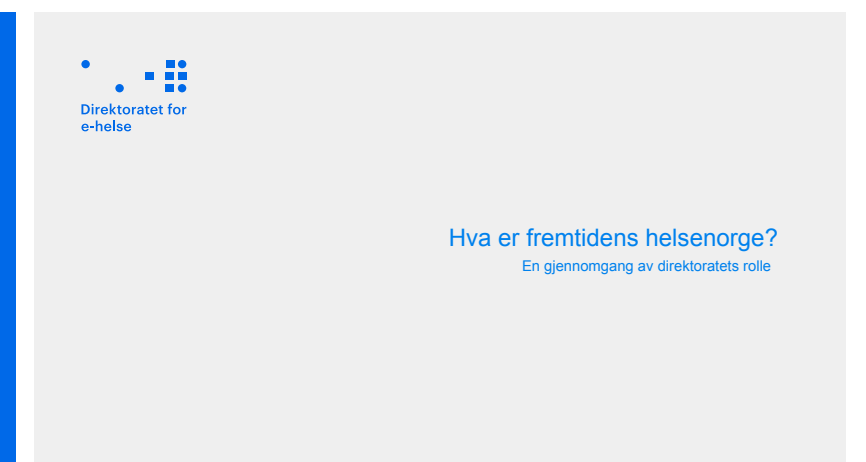 Direktoratet for
e-helse
Hva er fremtidens helsenorge?
En gjennomgang av direktoratets rolle